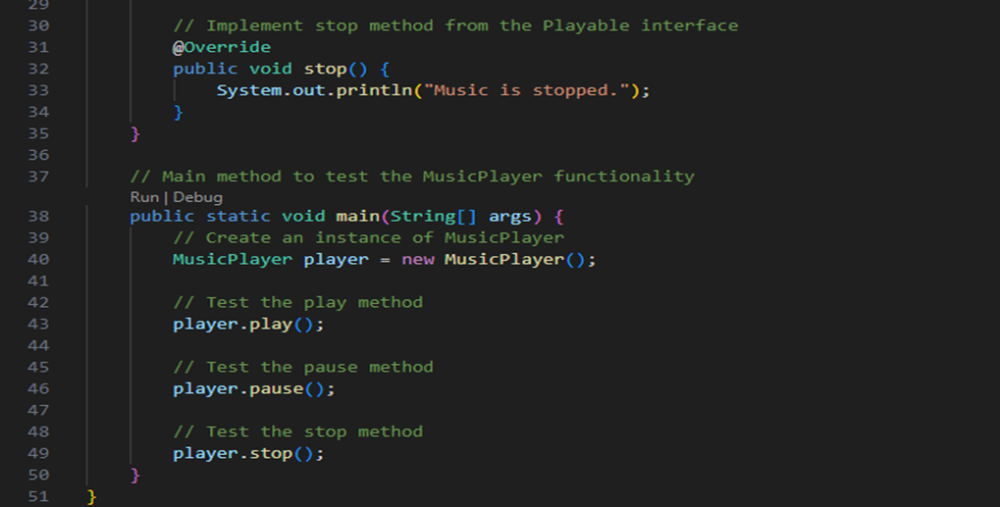 29
30 // Implement stop method from the Playable interface
31 @Override
32 public void stop() {
33 System.out.println("Music is stopped.");
34 }
35 }
36
37 // Main method to test the MusicPlayer functionality
Run | Debug
38 public static void main(String[] args) {
39 // Create an instance of MusicPlayer
40 MusicPlayer player = new MusicPlayer();
41
42 // Test the play method
43 player.play();
44
45 // Test the pause method
46 player.pause();
47
48 // Test the stop method
49 player.stop();
50 }
51 }